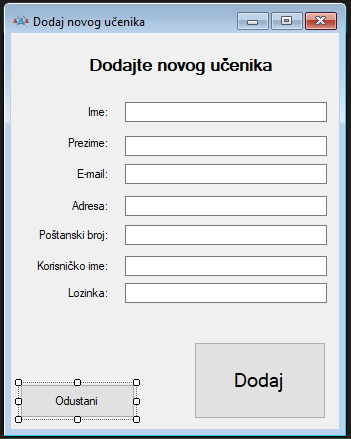 Dodaj novog učenika
Dodajte novog učenika
Ime:
Prezime:
E-mail:
Adresa:
Poštanski broj:
Korisničko ime:
Lozinka:
Dodaj
Odustani